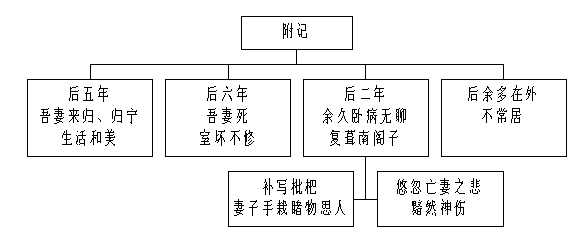 附记
后五年
吾妻来归、归宁
生活和美
后六年
吾妻死
室坏不修
后二年
余久卧病无聊
复葺南阁子
后余多在外
不常居
补写枇杷
妻子手栽睹物思人
悠忽亡妻之悲
黯然神伤